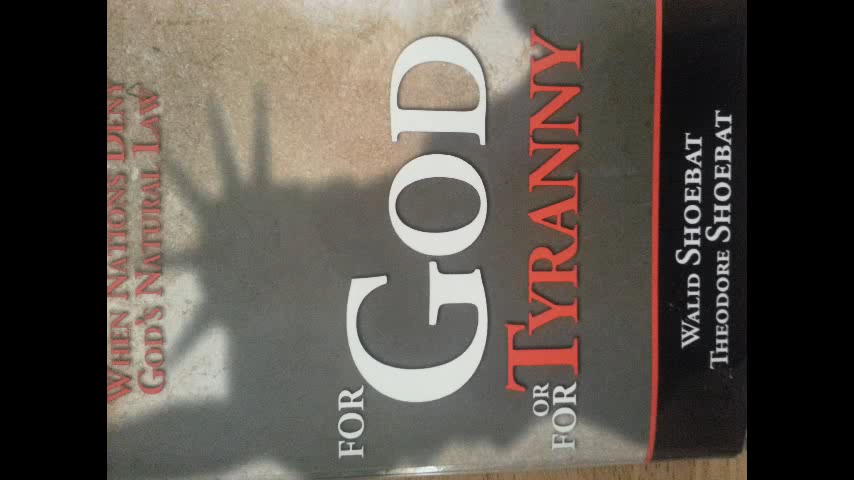 WHEN NATIONS DENY
GOD'S NATURAL LAW
FOR
GOD
OR
FOR TYRANNY
WALID SHOEBAT
THEODORE SHOEBAT